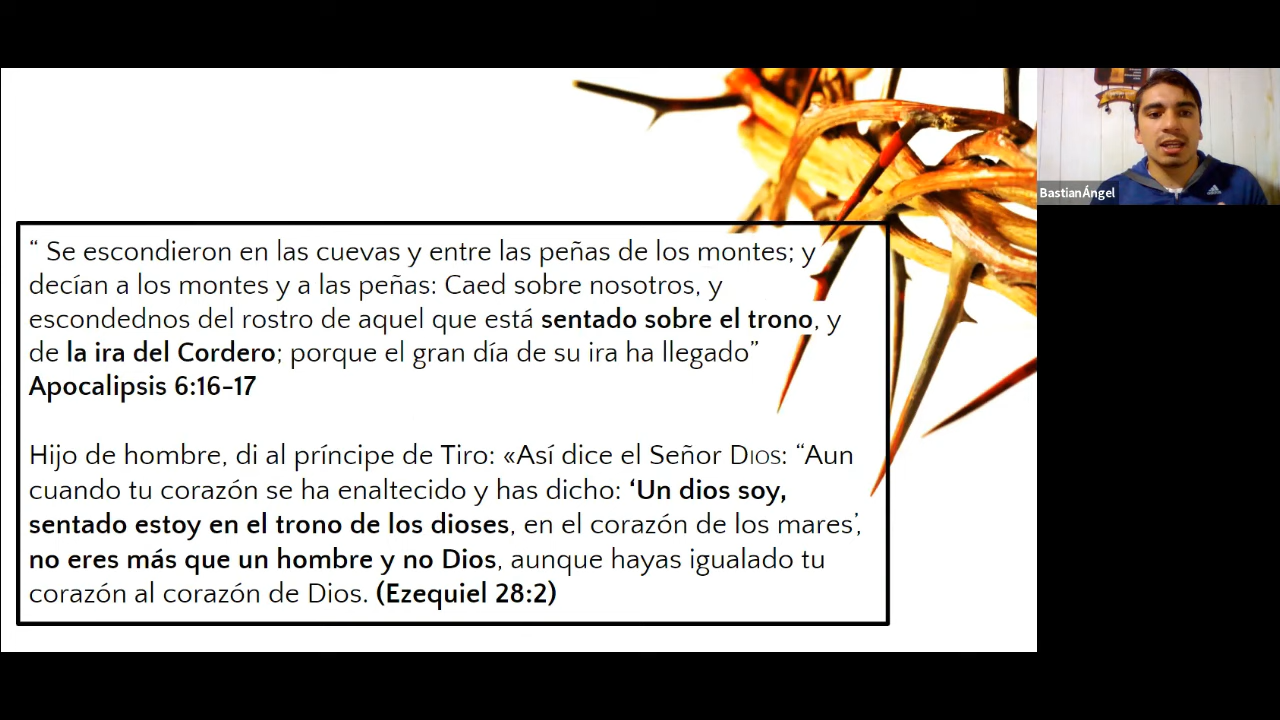 “ Se escondieron en las cuevas y entre las peñas de los montes; y
decían a los montes y a las peñas: Caed sobre nosotros, y
escondednos del rostro de aquel que está sentado sobre el trono, y
de la ira del Cordero; porque el gran día de su ira ha llegado”
Apocalipsis 6:16-17
Hijo de hombre, di al príncipe de Tiro: «Así dice el Señor DIOS: “Aun
cuando tu corazón se ha enaltecido y has dicho: ‘Un dios soy,
sentado estoy en el trono de los dioses, en el corazón de los mares’,
no eres más que un hombre y no Dios, aunque hayas igualado tu
corazón al corazón de Dios. (Ezequiel 28:2)
BastianÁngel